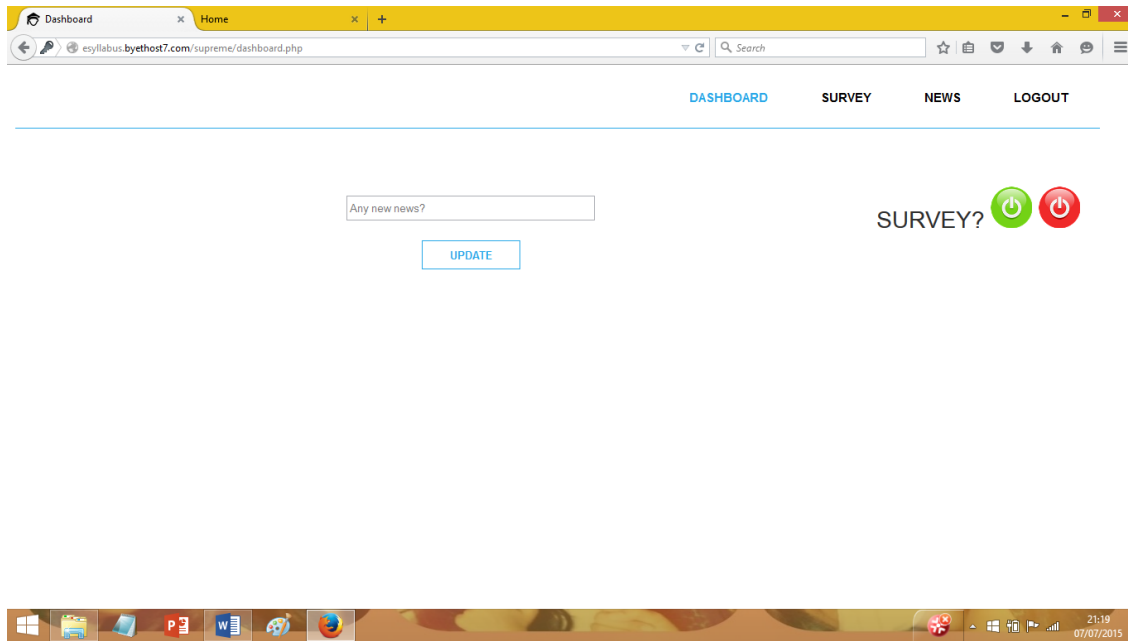 Dashboard
Home
esyllabus.byethost7.com/supreme/dashboard.php
Search
DASHBOARD
SURVEY
NEWS
LOGOUT
Any new news?
SURVEY?
UPDATE
21:19
07/07/2015